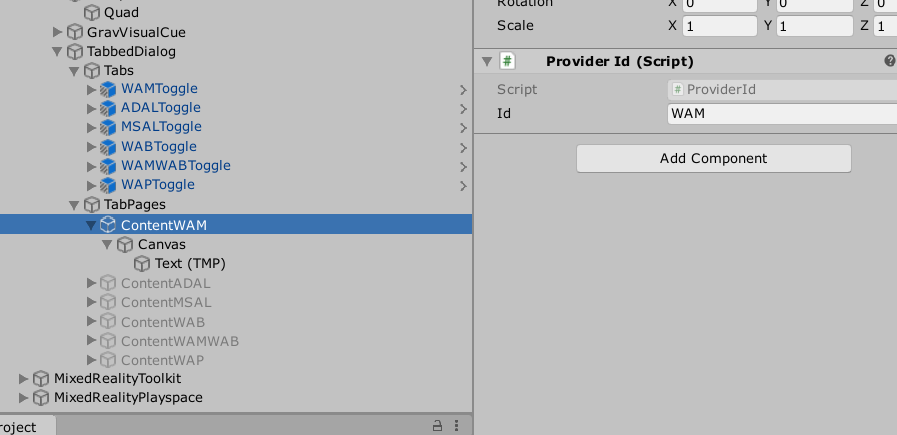 Quad
GravVisualCue
TabbedDialog
Tabs
WAMToggle
ADALToggle
MSALToggle
WABToggle
WAMWABToggle
WAPToggle
TabPages
ContentWAM
Canvas
Text (TMP)
ContentADAL
ContentMSAL
ContentWAB
ContentWAMWAB
ContentWAP
MixedRealityToolkit
MixedRealityPlayspace
roject
Rotation X 0 Y 0 Z 0
Scale X 1 Y 1 Z 1
# Provider Id (Script) ?
Script # ProviderId
Id WAM
Add Component